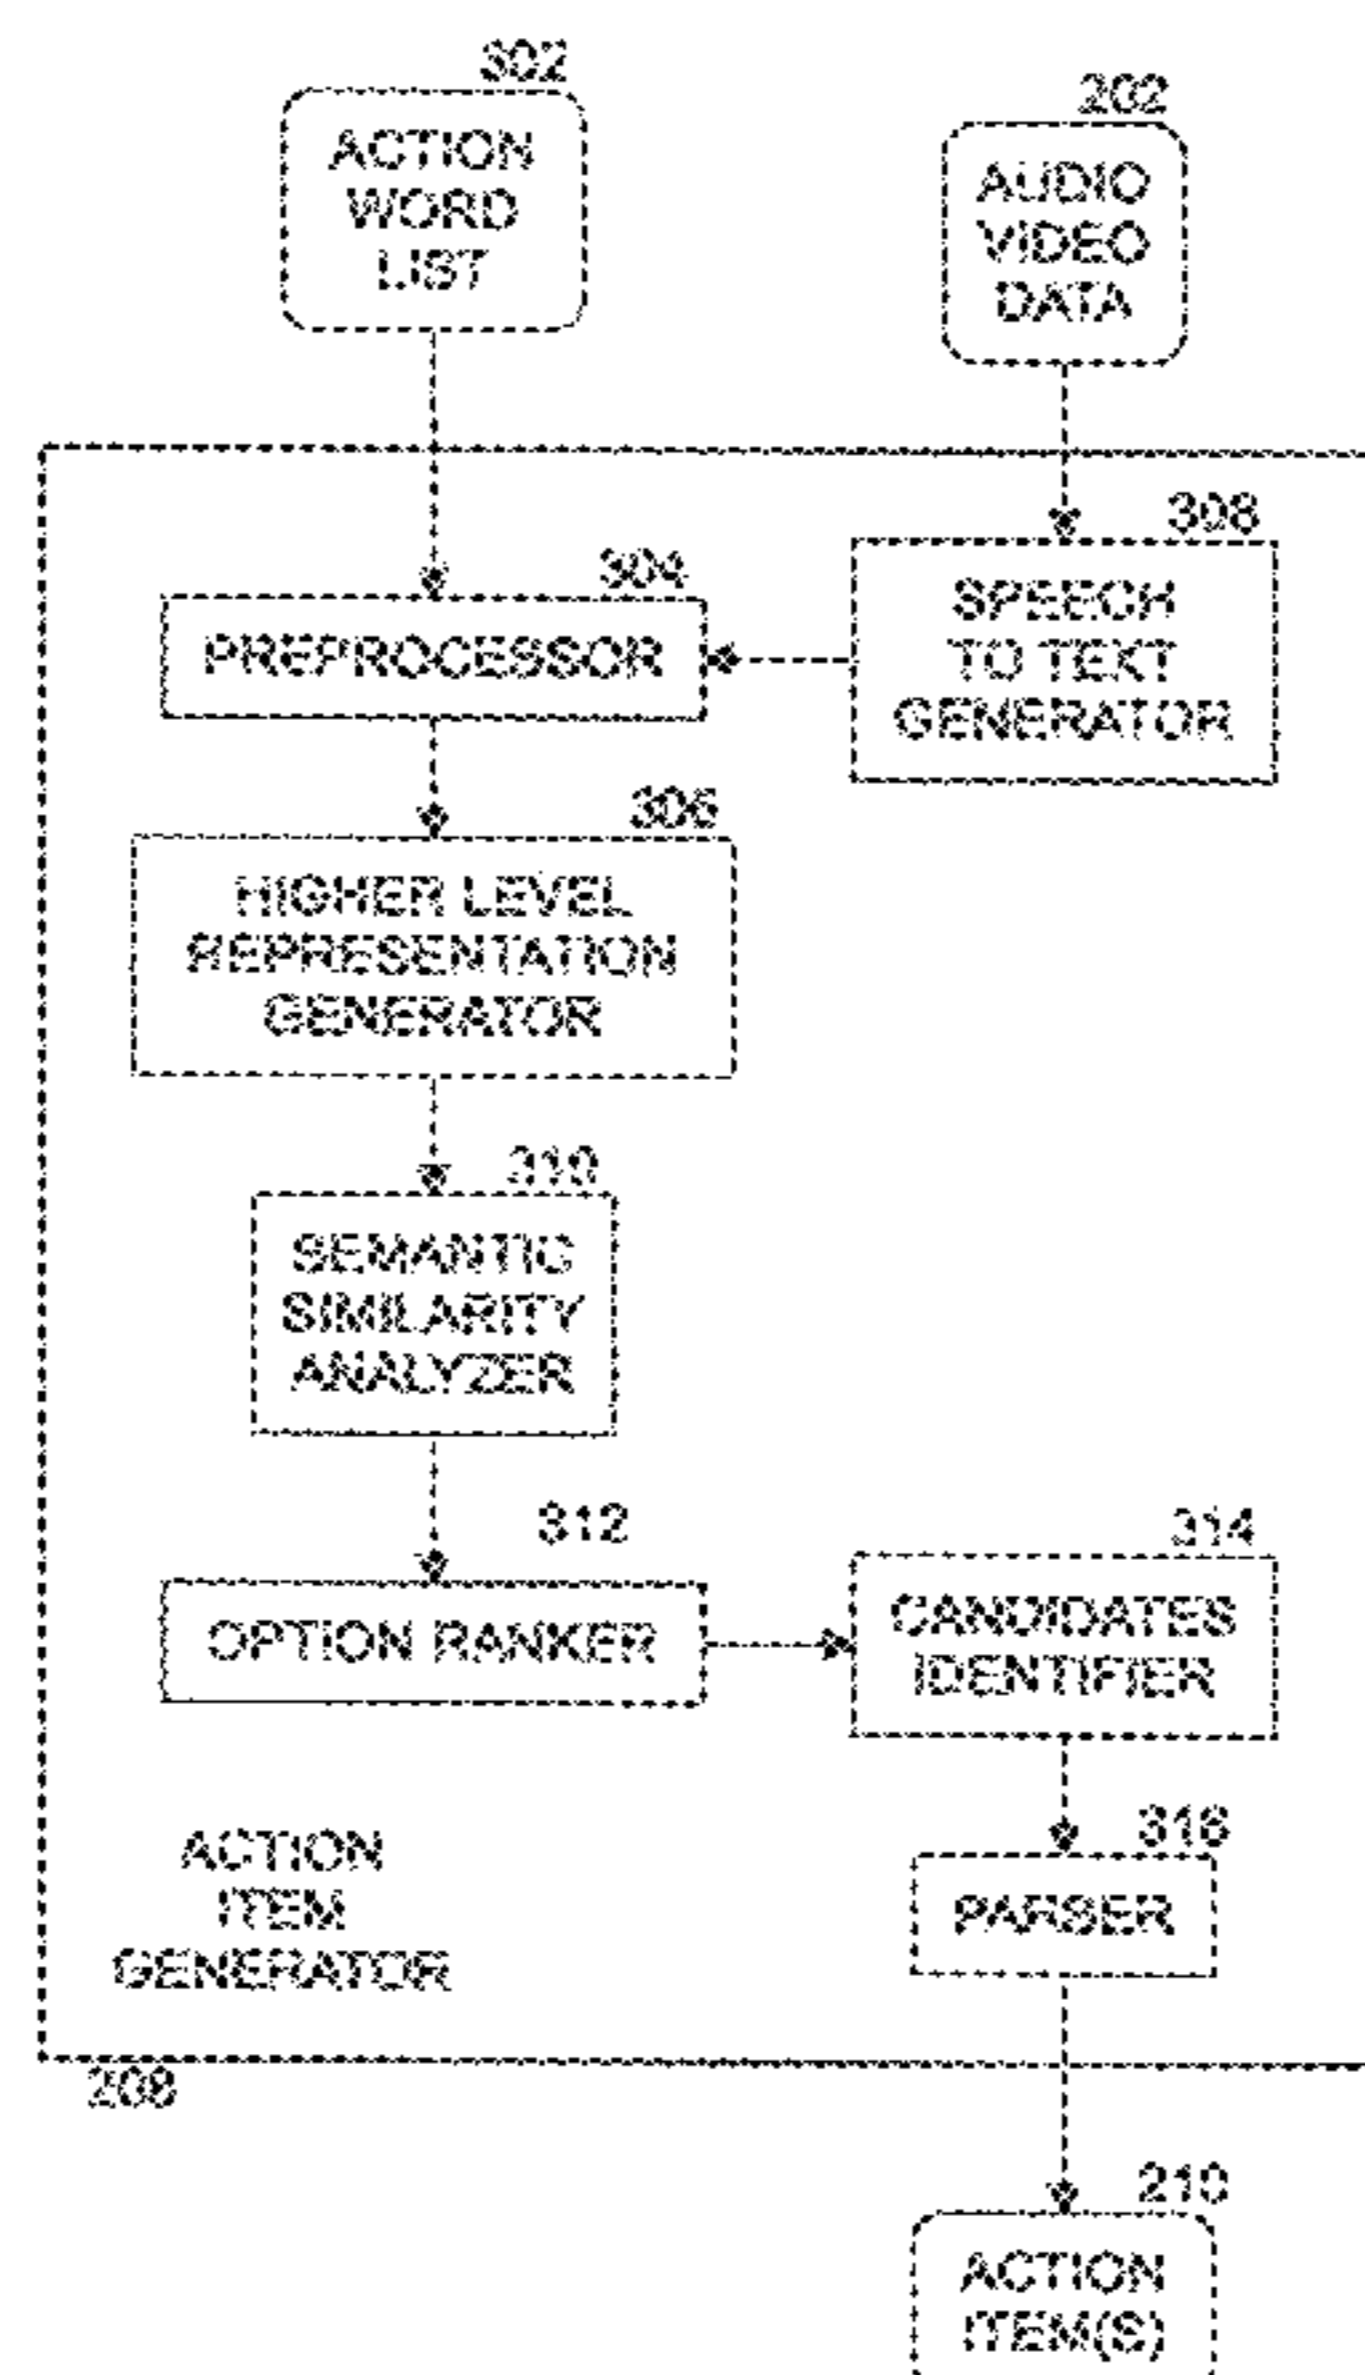 302
ACTION
WORD
LIST
202
AUDIO
VIDEO
DATA
308
SPEECH
TO TEXT
GENERATOR
304
PREPROCESSOR
306
HIGHER LEVEL
REPRESENTATION
GENERATOR
310
SEMANTIC
SIMILARITY
ANALYZER
312
OPTION RANKER
314
CANDIDATES
IDENTIFIER
316
PARSER
ACTION
ITEM
GENERATOR
208
210
ACTION
ITEM(S)